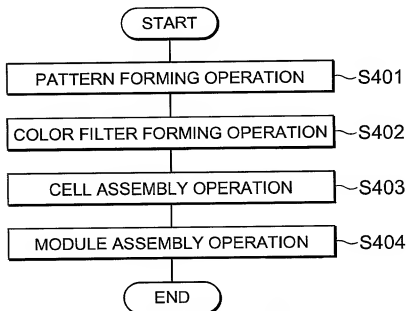 START
PATTERN FORMING OPERATION S401
COLOR FILTER FORMING OPERATION S402
CELL ASSEMBLY OPERATION S403
MODULE ASSEMBLY OPERATION S404
END